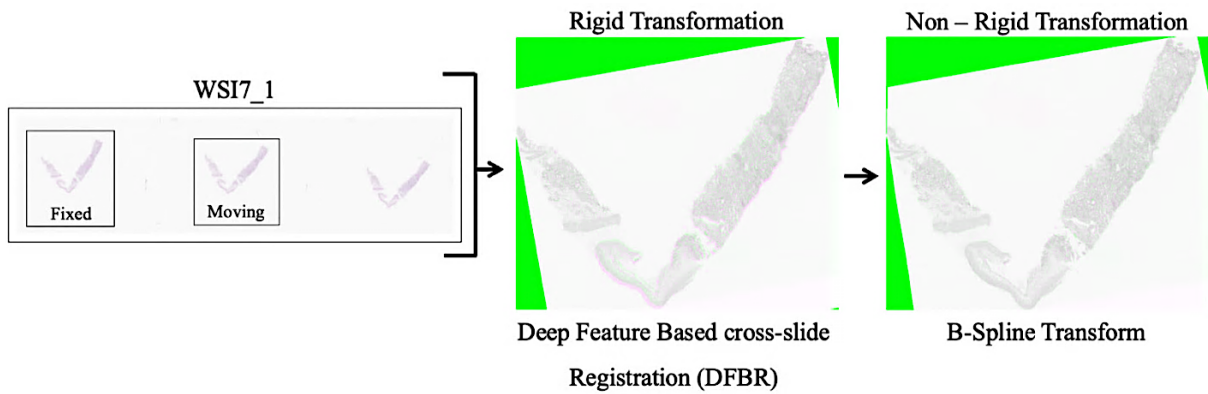 WSI7_1
Fixed
Moving
Rigid Transformation
Deep Feature Based cross-slide
Registration (DFBR)
Non – Rigid Transformation
B-Spline Transform